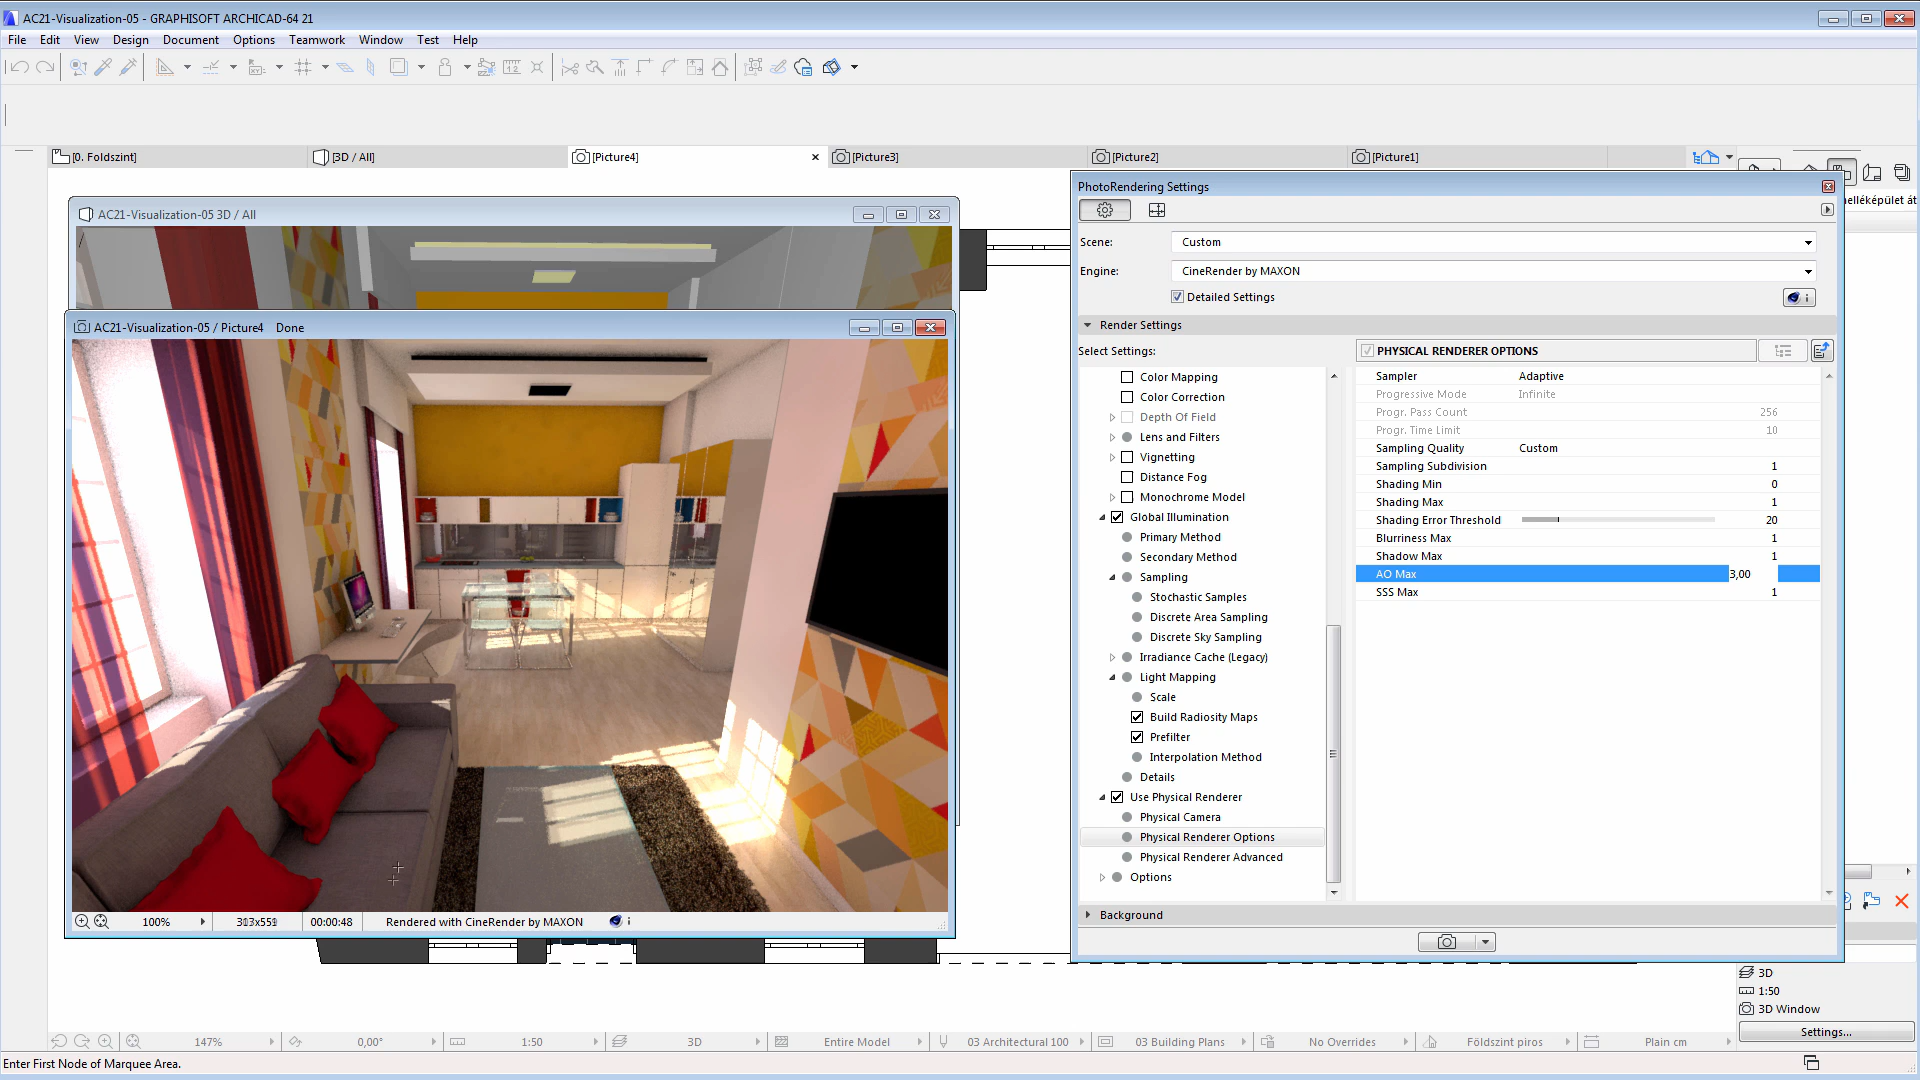 AC21-Visualization-05 - GRAPHISOFT ARCHICAD-64 21
File Edit View Design Document Options Teamwork Window Test Help
[0. Foldszint] [3D / All] [Picture4] [Picture3] [Picture2] [Picture1]
AC21-Visualization-05 3D / All
AC21-Visualization-05 / Picture4 Done
100%
00:00:48
Rendered with CineRender by MAXON
PhotoRendering Settings
Scene: Custom
Engine: CineRender by MAXON
Detailed Settings
Render Settings
Select Settings:
Color Mapping
Color Correction
Depth Of Field
Lens and Filters
Vignetting
Distance Fog
Monochrome Model
Global Illumination
Primary Method
Secondary Method
Sampling
Stochastic Samples
Discrete Area Sampling
Discrete Sky Sampling
Irradiance Cache (Legacy)
Light Mapping
Scale
Build Radiosity Maps
Prefilter
Interpolation Method
Details
Use Physical Renderer
Physical Camera
Physical Renderer Options
Physical Renderer Advanced
Options
PHYSICAL RENDERER OPTIONS
Sampler Adaptive
Progressive Mode Infinite
Progr. Pass Count 256
Progr. Time Limit 10
Sampling Quality Custom
Sampling Subdivision 1
Shading Min 0
Shading Max 1
Shading Error Threshold 20
Blurriness Max 1
Shadow Max 1
AO Max 3,00
SSS Max 1
Background
elléképület át
3D
1:50
3D Window
Settings...
147% 0,00° 1:50 3D Entire Model 03 Architectural 100 03 Building Plans No Overrides Földszint piros Plain cm
Enter First Node of Marquee Area.